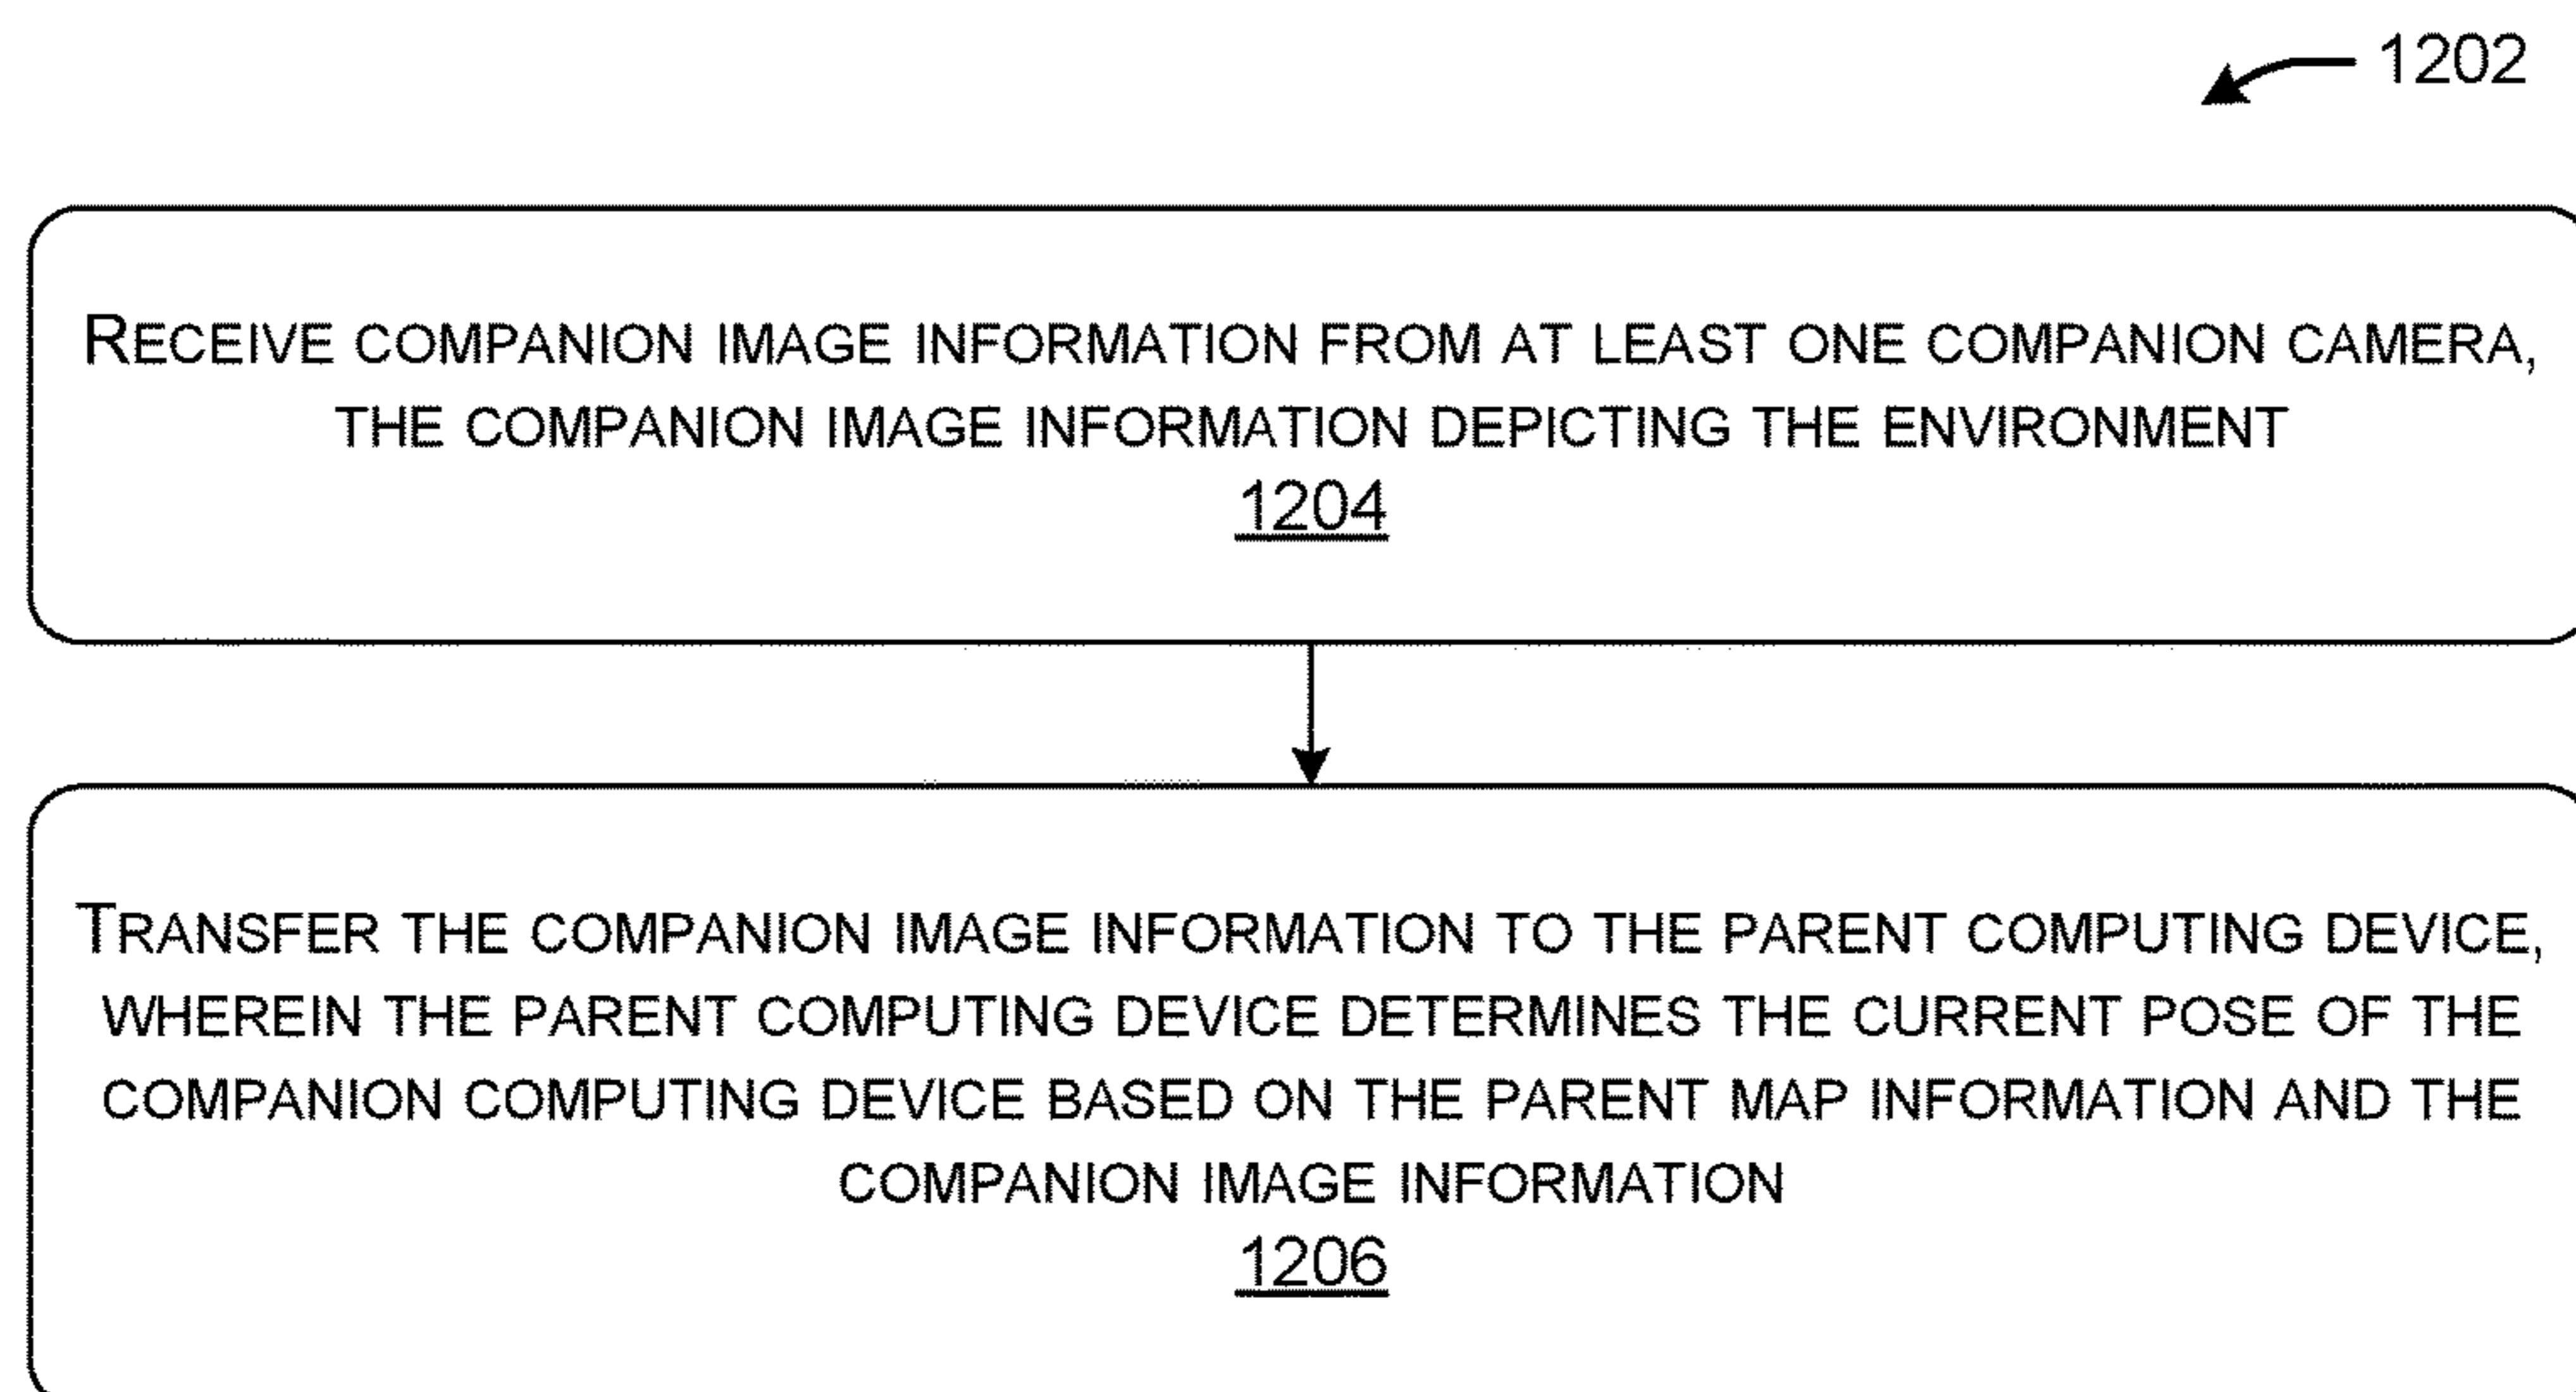 1202
RECEIVE COMPANION IMAGE INFORMATION FROM AT LEAST ONE COMPANION CAMERA,
THE COMPANION IMAGE INFORMATION DEPICTING THE ENVIRONMENT
1204
TRANSFER THE COMPANION IMAGE INFORMATION TO THE PARENT COMPUTING DEVICE,
WHEREIN THE PARENT COMPUTING DEVICE DETERMINES THE CURRENT POSE OF THE
COMPANION COMPUTING DEVICE BASED ON THE PARENT MAP INFORMATION AND THE
COMPANION IMAGE INFORMATION
1206